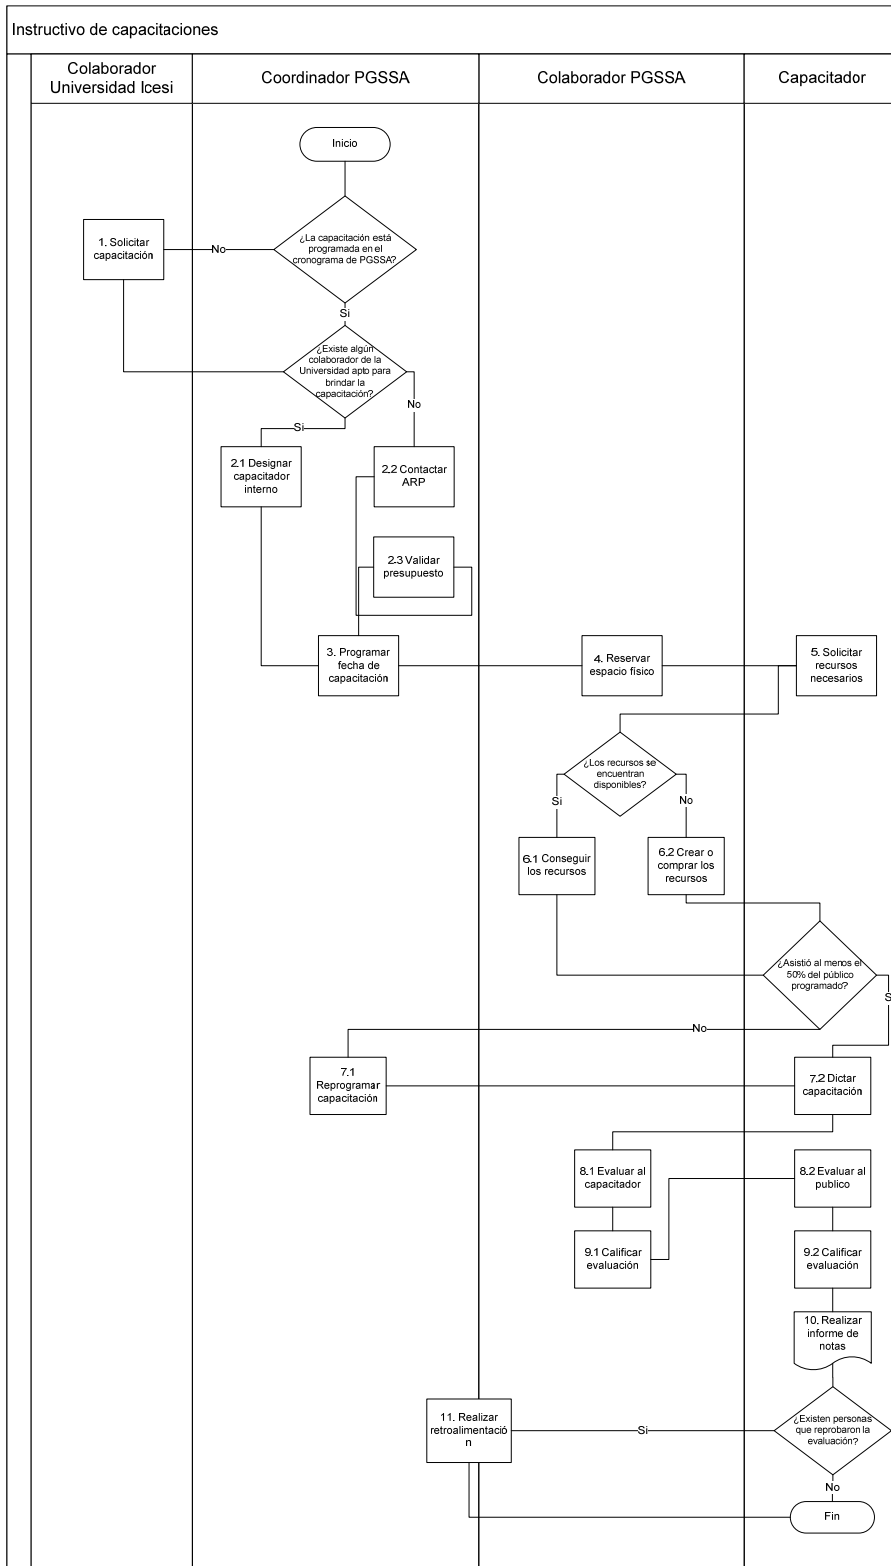 Instructivo de capacitaciones
Colaborador
Universidad Icesi
Coordinador PGSSA
Colaborador PGSSA
Capacitador
Inicio
¿La capacitación está
programada en el
cronograma de PGSSA?
No
1. Solicitar
capacitación
Si
¿Existe algún
colaborador de la
Universidad apto para
brindar la
capacitación?
No
Si
2.1 Designar
capacitador
interno
2.2 Contactar
ARP
2.3 Validar
presupuesto
3. Programar
fecha de
capacitación
4. Reservar
espacio físico
5. Solicitar
recursos
necesarios
¿Los recursos se
encuentran
disponibles?
Si
No
6.1 Conseguir
los recursos
6.2 Crear o
comprar los
recursos
¿Asistió al menos el
50% del público
programado?
S
No
7.1
Reprogramar
capacitación
7.2 Dictar
capacitación
8.1 Evaluar al
capacitador
8.2 Evaluar al
publico
9.1 Calificar
evaluación
9.2 Calificar
evaluación
10. Realizar
informe de
notas
11. Realizar
retroalimentació
n
Si
¿Existen personas
que reprobaron la
evaluación?
No
Fin